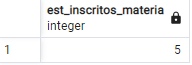 est_inscritos_materia
integer
1 5